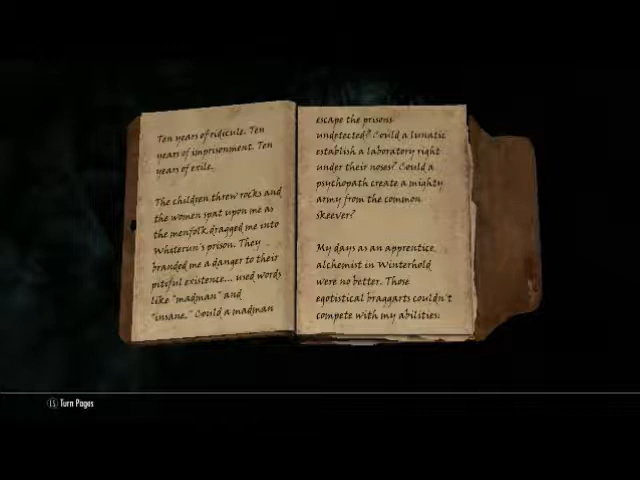 Ten years of ridicule. Ten
years of imprisonment. Ten
years of exile.
The children threw rocks and
the women spat upon me as
the menfolk dragged me into
Whiterun's prison. They
branded me a danger to their
pitiful existence... used words
like "madman" and
"insane." Could a madman
escape the prisons
undetected? Could a lunatic
establish a laboratory right
under their noses? Could a
psychopath create a mighty
army from the common
skeever?
My days as an apprentice
alchemist in Winterhold
were no better. Those
egotistical braggarts couldn't
compete with my abilities.
LS Turn Pages